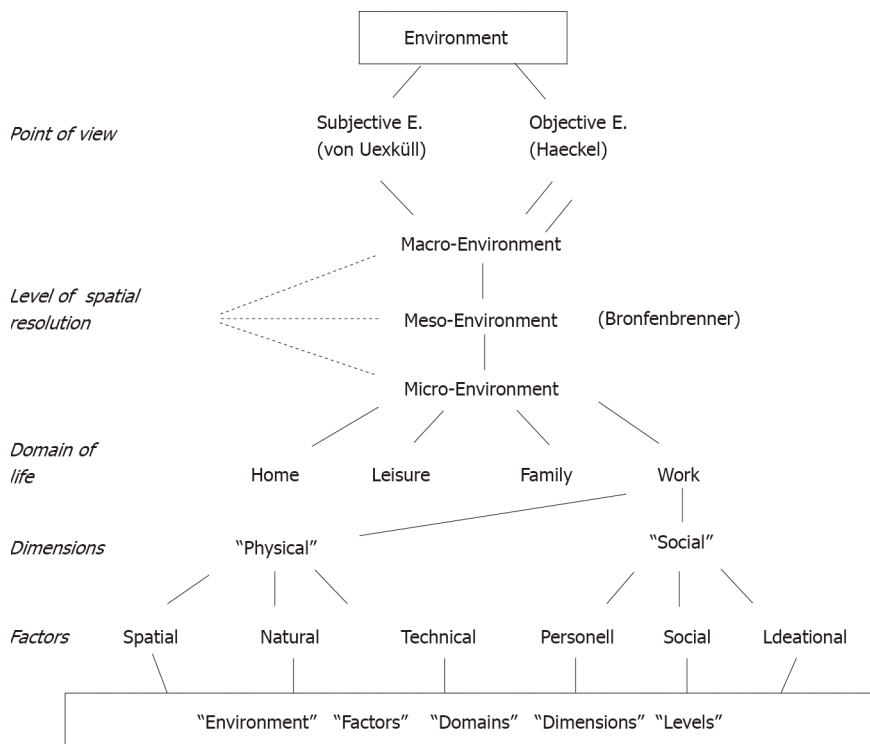 Environment
Point of view
Subjective E.
(von Uexküll)
Objective E.
(Haeckel)
Macro-Environment
Level of spatial
resolution
Meso-Environment
(Bronfenbrenner)
Micro-Environment
Domain of
life
Home
Leisure
Family
Work
Dimensions
“Physical”
“Social”
Factors
Spatial
Natural
Technical
Personell
Social
Ldeational
“Environment” “Factors” “Domains” “Dimensions” “Levels”